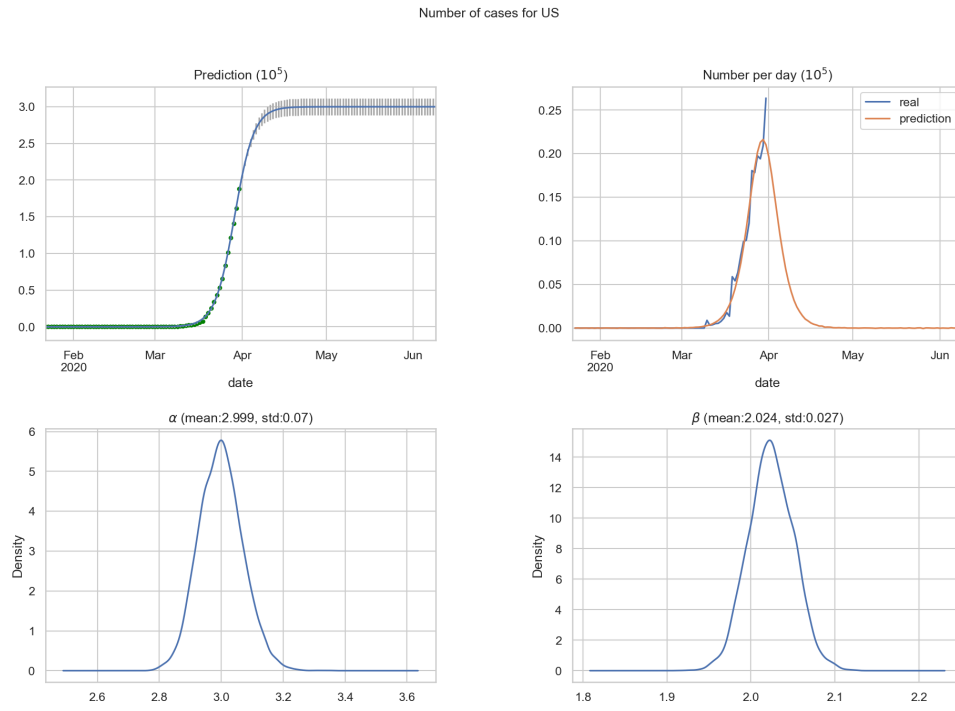 Number of cases for US
Prediction (10⁵)
3.0
2.5
2.0
1.5
1.0
0.5
0.0
Feb
2020
Mar
Apr
May
Jun
date
Number per day (10⁵)
real
prediction
0.25
0.20
0.15
0.10
0.05
0.00
Feb
2020
Mar
Apr
May
Jun
date
α (mean:2.999, std:0.07)
Density
6
5
4
3
2
1
0
2.6
2.8
3.0
3.2
3.4
3.6
β (mean:2.024, std:0.027)
Density
14
12
10
8
6
4
2
0
1.8
1.9
2.0
2.1
2.2